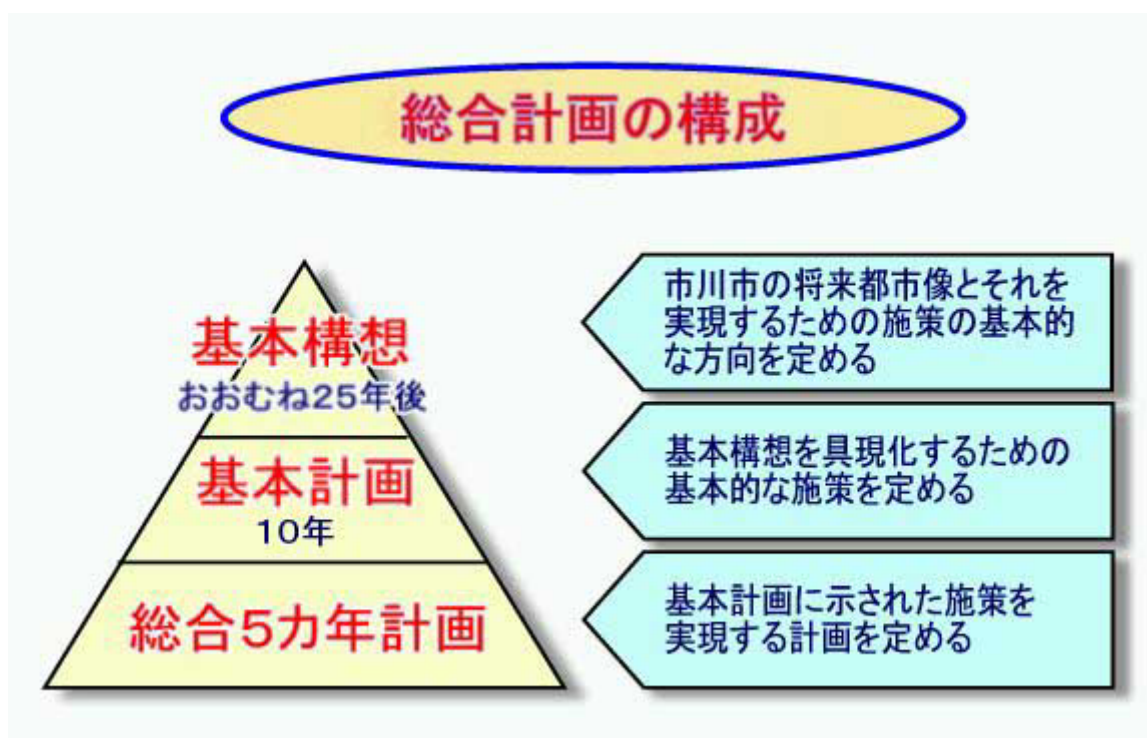 総合計画の構成
基本構想
おおむね25年後
市川市の将来都市像とそれを
実現するための施策の基本的
な方向を定める
基本計画
10年
基本構想を具現化するための
基本的な施策を定める
総合5カ年計画
基本計画に示された施策を
実現する計画を定める